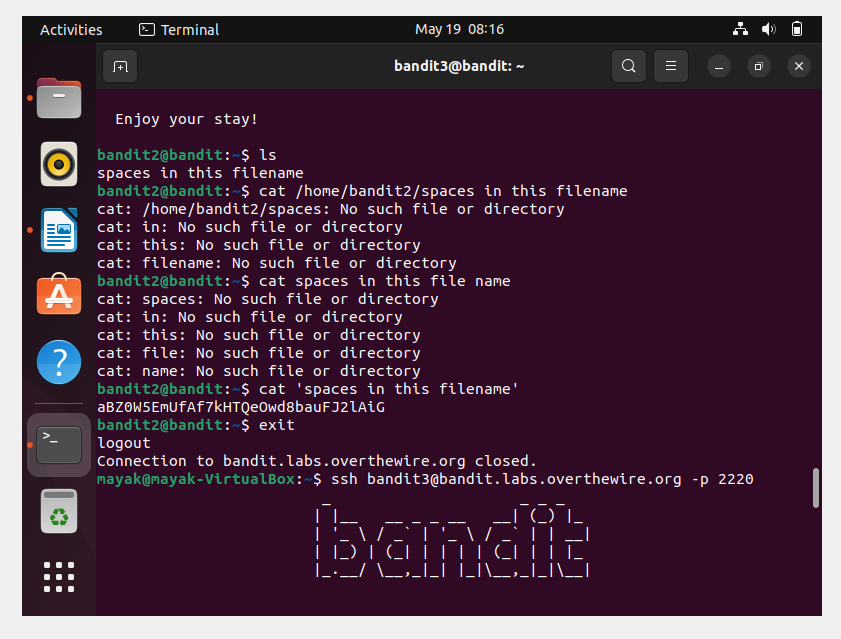 Activities Terminal May 19 08:16
bandit3@bandit: ~
Enjoy your stay!
bandit2@bandit:~$ ls
spaces in this filename
bandit2@bandit:~$ cat /home/bandit2/spaces in this filename
cat: /home/bandit2/spaces: No such file or directory
cat: in: No such file or directory
cat: this: No such file or directory
cat: filename: No such file or directory
bandit2@bandit:~$ cat spaces in this file name
cat: spaces: No such file or directory
cat: in: No such file or directory
cat: this: No such file or directory
cat: file: No such file or directory
cat: name: No such file or directory
bandit2@bandit:~$ cat 'spaces in this filename'
aBZ0W5EmUfAf7kHTQeOwd8bauFJ2lAiG
bandit2@bandit:~$ exit
logout
Connection to bandit.labs.overthewire.org closed.
mayak@mayak-VirtualBox:~$ ssh bandit3@bandit.labs.overthewire.org -p 2220
bandit